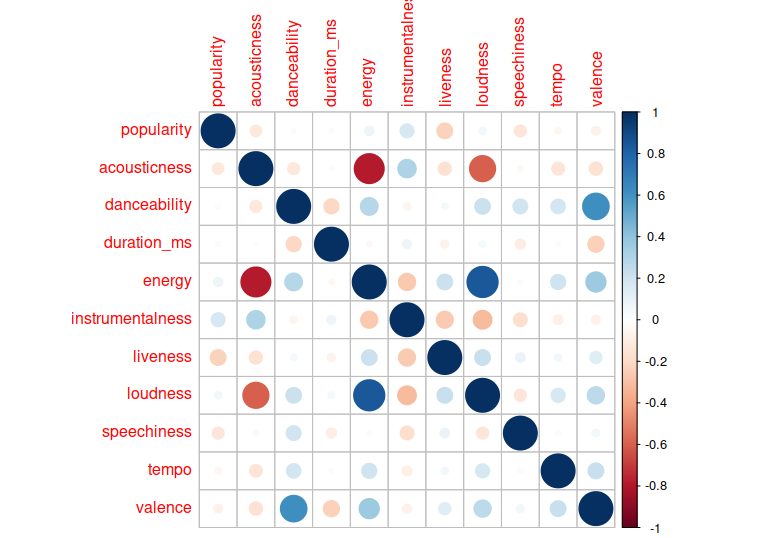 popularity
acousticness
danceability
duration_ms
energy
instrumentalnes
liveness
loudness
speechiness
tempo
valence
popularity
acousticness
danceability
duration_ms
energy
instrumentalness
liveness
loudness
speechiness
tempo
valence
1
0.8
0.6
0.4
0.2
0
-0.2
-0.4
-0.6
-0.8
-1